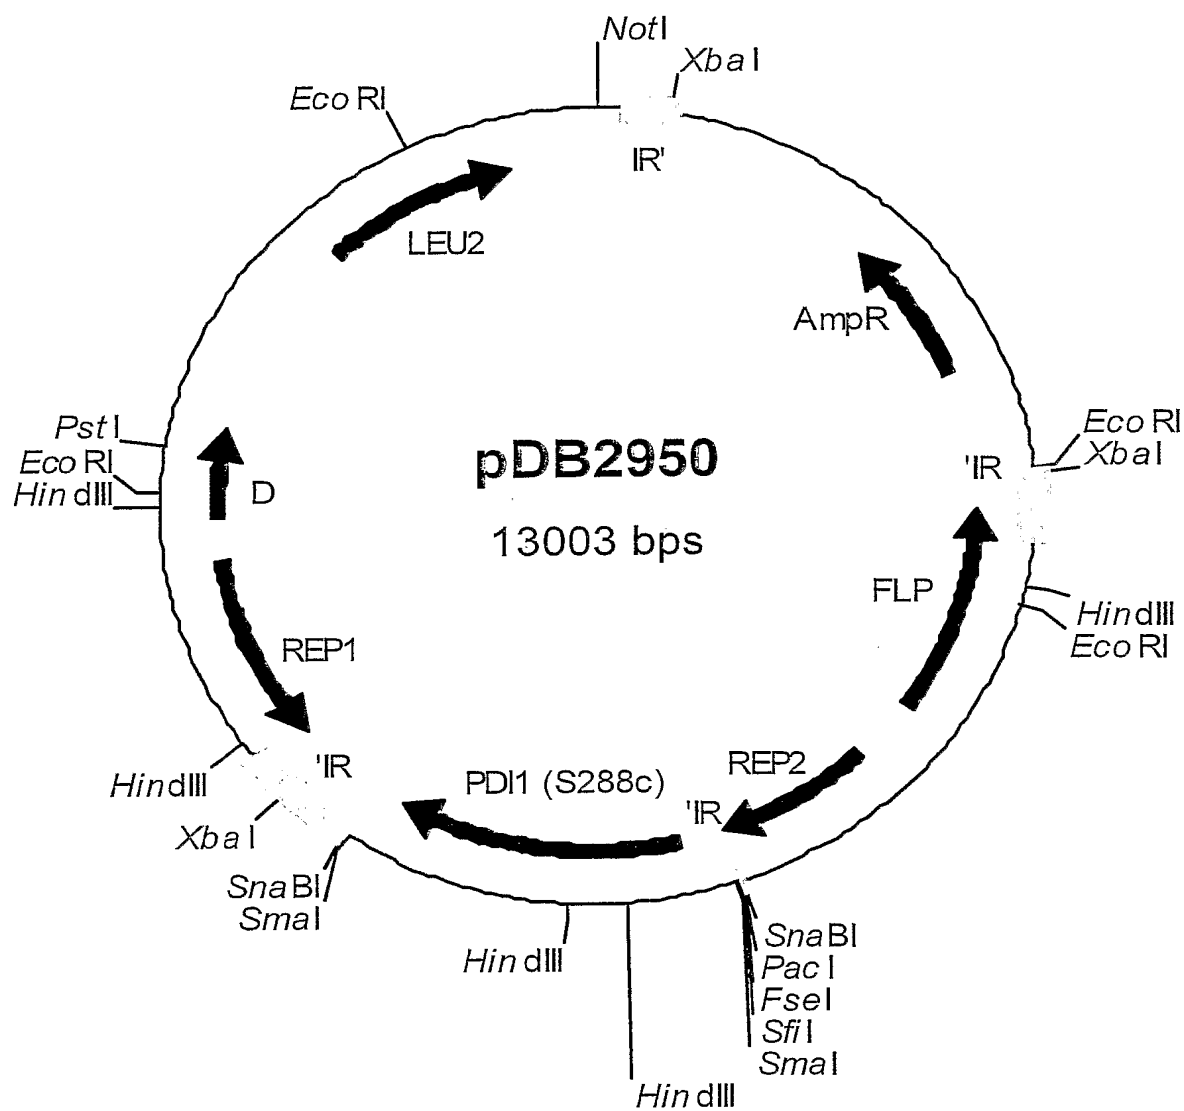 NotI
XbaI
EcoRI
IR'
LEU2
AmpR
PstI
EcoRI
HindIII
D
pDB2950
13003 bps
'IR
EcoRI
XbaI
FLP
HindIII
EcoRI
REP1
REP2
'IR
PDI1 (S288c)
'IR
HindIII
XbaI
SnaBI
SmaI
HindIII
SnaBI
PacI
FseI
SfiI
SmaI
HindIII